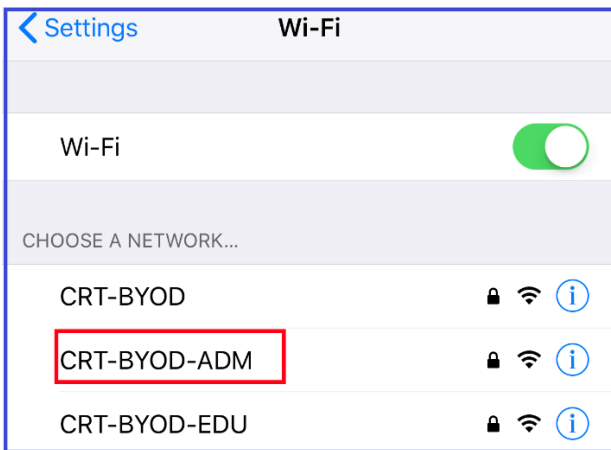 Settings Wi-Fi
Wi-Fi
CHOOSE A NETWORK...
CRT-BYOD
CRT-BYOD-ADM
CRT-BYOD-EDU